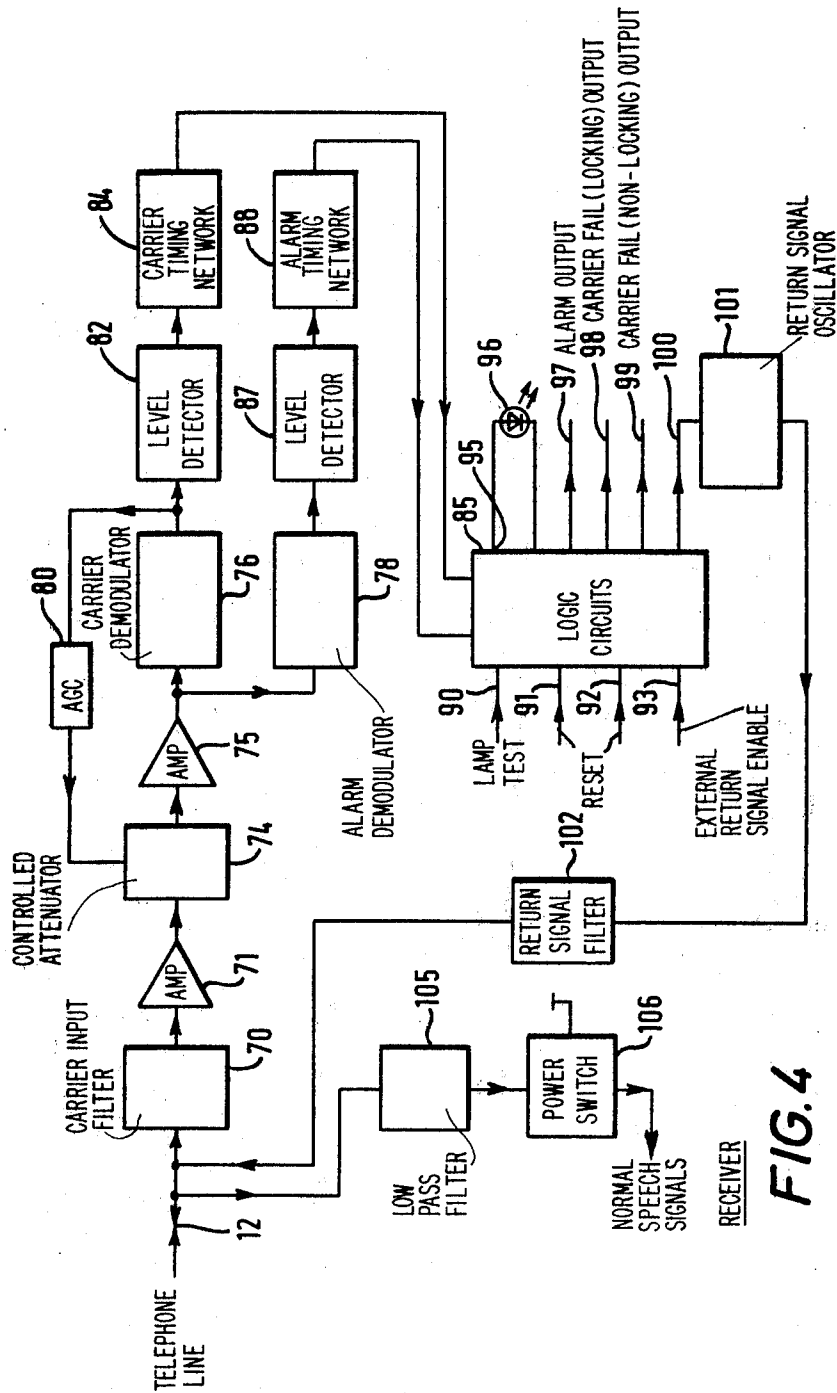 TELEPHONE
LINE
12
CARRIER INPUT
FILTER
70
AMP
71
CONTROLLED
ATTENUATOR
74
AMP
75
AGC
80
CARRIER
DEMODULATOR
76
LEVEL
DETECTOR
82
CARRIER
TIMING
NETWORK
84
ALARM DEMODULATOR
78
LEVEL
DETECTOR
87
ALARM
TIMING
NETWORK
88
LOGIC
CIRCUITS
85
95
96
LAMP
TEST
90
91
RESET
92
93
EXTERNAL
RETURN
SIGNAL ENABLE
97 ALARM OUTPUT
98 CARRIER FAIL(LOCKING)OUTPUT
99 CARRIER FAIL(NON-LOCKING) OUTPUT
100
101
RETURN SIGNAL
OSCILLATOR
RETURN
SIGNAL
FILTER
102
LOW
PASS
FILTER
105
POWER
SWITCH
106
NORMAL
SPEECH
SIGNALS
RECEIVER
FIG.4